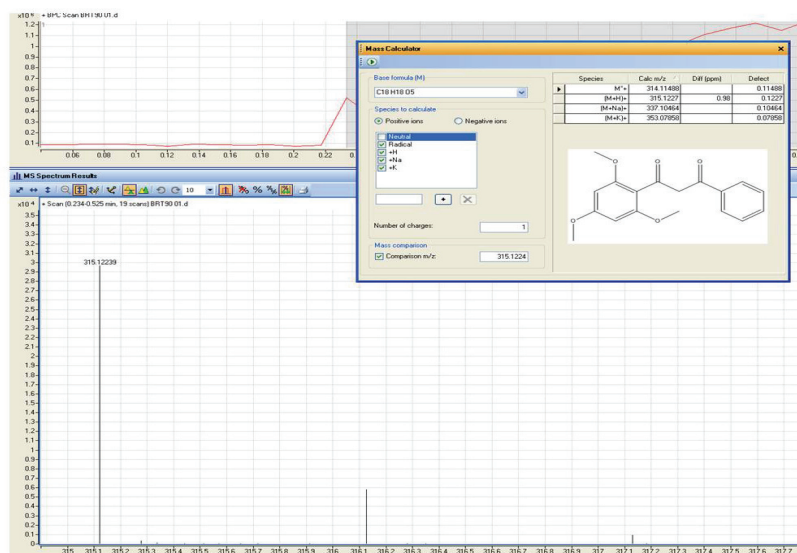 + BPC Scan BRT90 01.d
x10 6
1
1.2
1.1
1
0.9
0.8
0.7
0.6
0.5
0.4
0.3
0.2
0.1
0.06 0.08 0.1 0.12 0.14 0.16 0.18 0.2 0.22
Mass Calculator
Base formula (M)
C18 H18 O5
Species to calculate
Positive ions Negative ions
Neutral
Radical
+H
+Na
+K
Number of charges: 1
Mass comparison
Comparison m/z: 315.1224
Species Calc m/z Diff (ppm) Defect
M*+ 314.11488 0.11488
(M+H)+ 315.1227 0.98 0.1227
(M+Na)+ 337.10464 0.10464
(M+K)+ 353.07858 0.07858
O O O
O O
MS Spectrum Results
10
x10 4
+ Scan (0.234-0.525 min, 19 scans) BRT90 01.d
3.5
3.4
3.3
3.2
3.1
3
2.9
2.8
2.7
2.6
2.5
2.4
2.3
2.2
2.1
2
1.9
1.8
1.7
1.6
1.5
1.4
1.3
1.2
1.1
1
0.9
0.8
0.7
0.6
0.5
0.4
0.3
0.2
0.1
0
315.12239
315 315.1 315.2 315.3 315.4 315.5 315.6 315.7 315.8 315.9 316 316.1 316.2 316.3 316.4 316.5 316.6 316.7 316.8 316.9 317 317.1 317.2 317.3 317.4 317.5 317.6 317.7